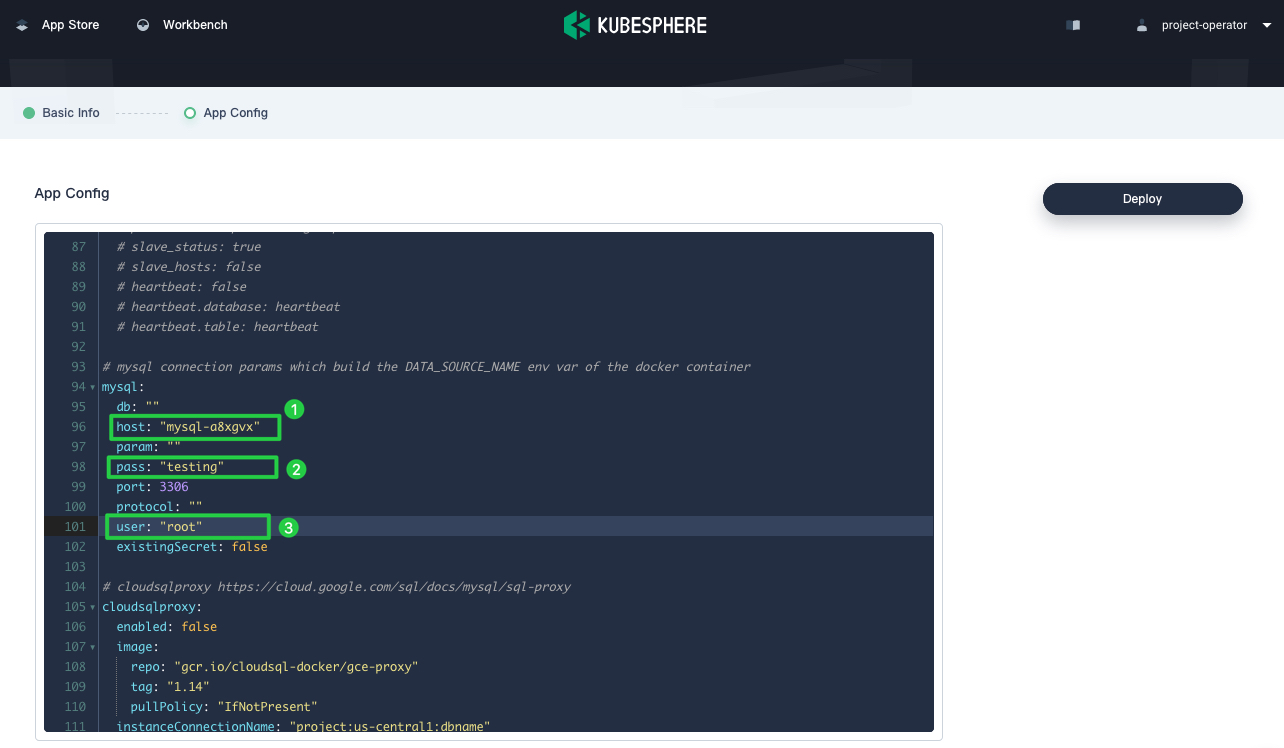 App Store
Workbench
KUBESPHERE
project-operator
Basic Info
App Config
App Config
Deploy
87 # slave_status: true
88 # slave_hosts: false
89 # heartbeat: false
90 # heartbeat.database: heartbeat
91 # heartbeat.table: heartbeat
92
93 # mysql connection params which build the DATA_SOURCE_NAME env var of the docker container
94 mysql:
95 db: ""
1
96 host: "mysql-a8xgvx"
97 param: ""
98 pass: "testing"
2
99 port: 3306
100 protocol: ""
101 user: "root"
3
102 existingSecret: false
103
104 # cloudsqlproxy https://cloud.google.com/sql/docs/mysql/sql-proxy
105 cloudsqlproxy:
106 enabled: false
107 image:
108 repo: "gcr.io/cloudsql-docker/gce-proxy"
109 tag: "1.14"
110 pullPolicy: "IfNotPresent"
111 instanceConnectionName: "project:us-central1:dbname"